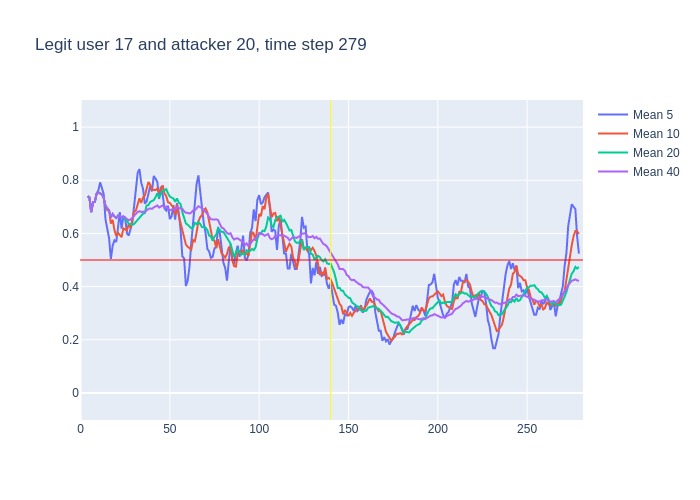 Legit user 17 and attacker 20, time step 279
Mean 5
Mean 10
Mean 20
Mean 40
1
0.8
0.6
0.4
0.2
0
0 50 100 150 200 250